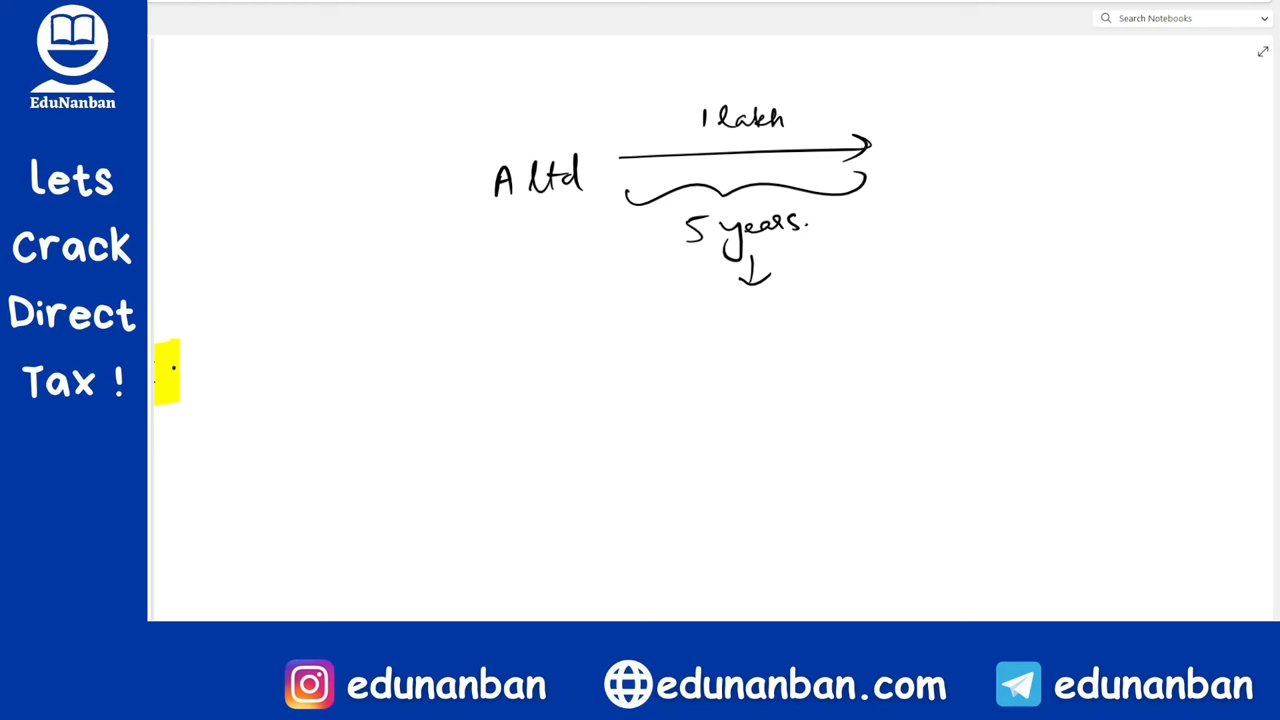 Search Notebooks
EduNanban
lets
Crack
Direct
Tax !
1 lakh
A Ltd
5 years.
edunanban
edunanban.com
edunanban